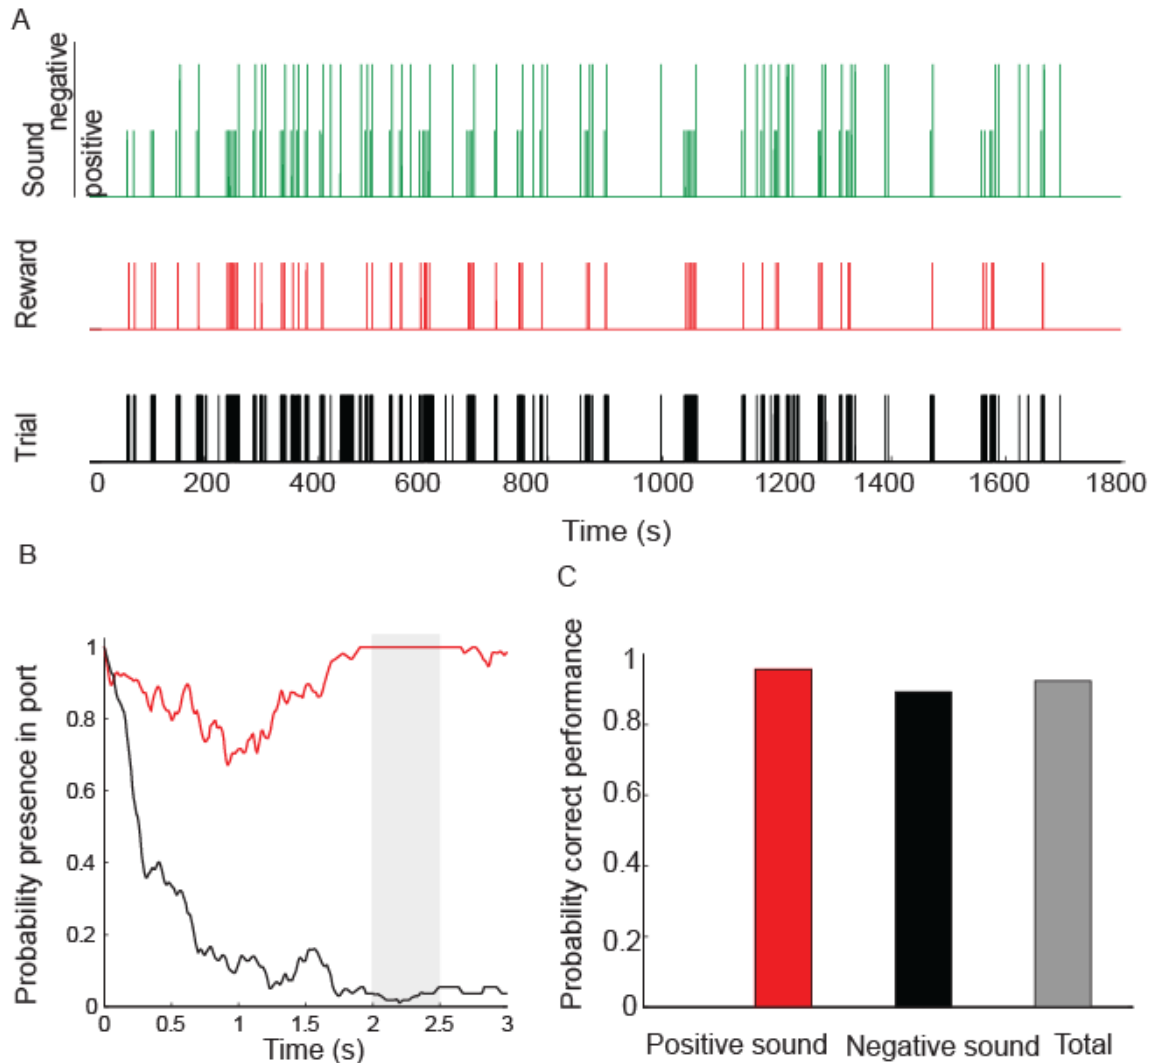 A
Sound
positive
negative
Reward
Trial
0 200 400 600 800 1000 1200 1400 1600 1800
Time (s)
B
Probability presence in port
1
0.8
0.6
0.4
0.2
0
0 0.5 1 1.5 2 2.5 3
Time (s)
C
Probability correct performance
1
0.8
0.6
0.4
0.2
0
Positive sound Negative sound Total